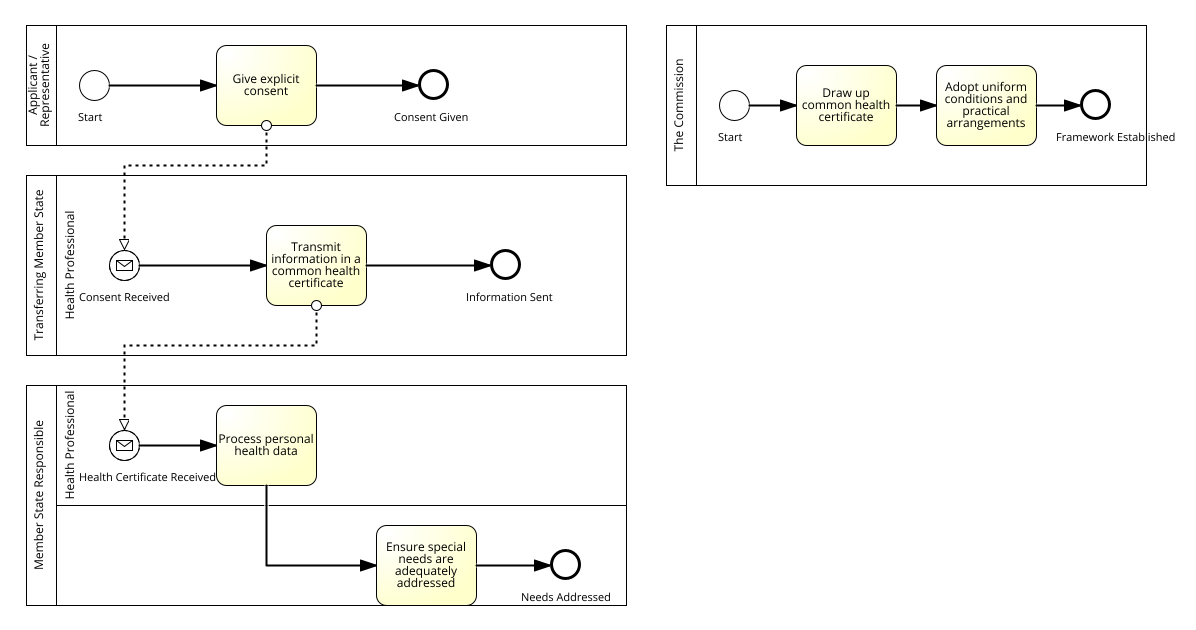 Applicant /
Representative
Start
Give explicit
consent
Consent Given
Transferring Member State
Health Professional
Consent Received
Transmit
information in a
common health
certificate
Information Sent
Member State Responsible
Health Professional
Health Certificate Received
Process personal
health data
Ensure special
needs are
adequately
addressed
Needs Addressed
The Commission
Start
Draw up
common health
certificate
Adopt uniform
conditions and
practical
arrangements
Framework Established